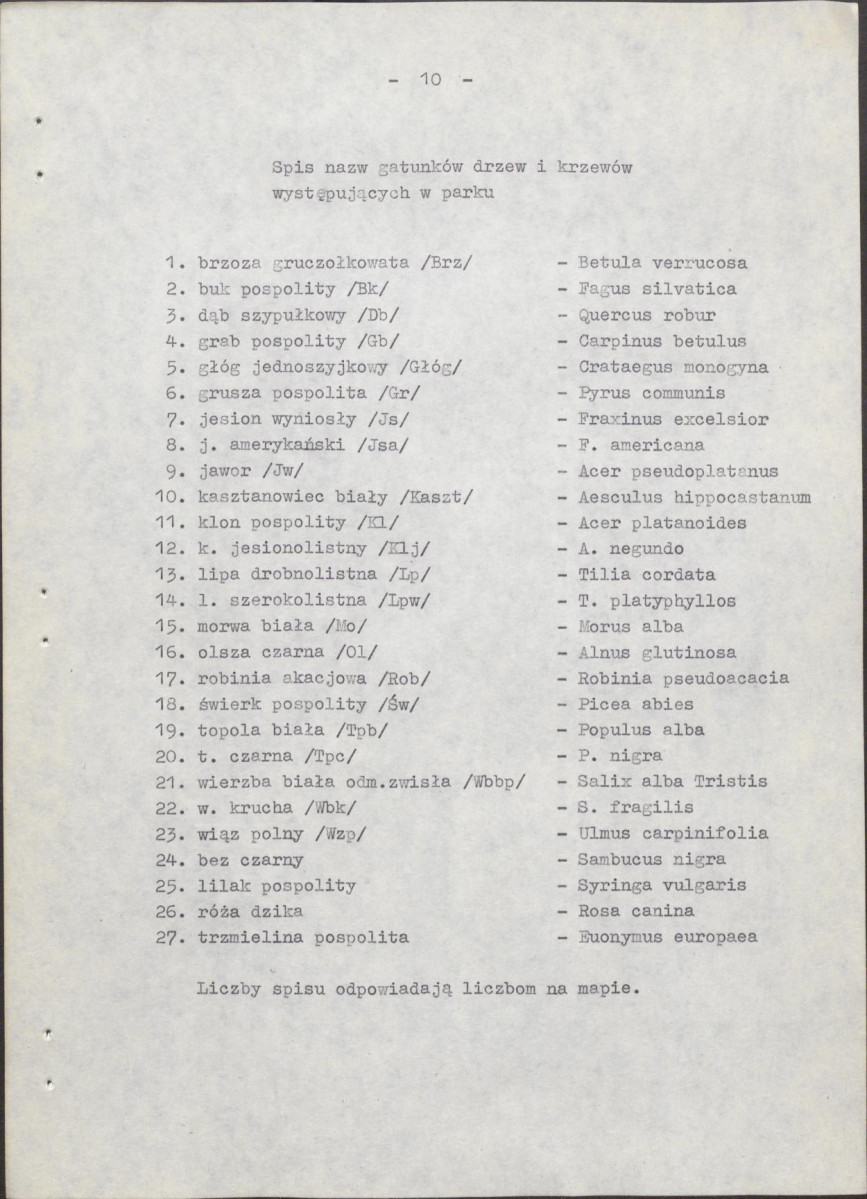 - 10 -
Spis nazw gatunków drzew i krzewów
występujących w parku
1. brzoza gruczołkowata /Brz/ - Betula verrucosa
2. buk pospolity /Bk/ - Fagus silvatica
3. dąb szypułkowy /Db/ - Quercus robur
4. grab pospolity /Gb/ - Carpinus betulus
5. głóg jednoszyjkowy /Głóg/ - Crataegus monogyna
6. grusza pospolita /Gr/ - Pyrus communis
7. jesion wyniosły /Js/ - Fraxinus excelsior
8. j. amerykański /Jsa/ - F. americana
9. jawor /Jw/ - Acer pseudoplatanus
10. kasztanowiec biały /Kaszt/ - Aesculus hippocastanum
11. klon pospolity /Kl/ - Acer platanoides
12. k. jesionolistny /Klj/ - A. negundo
13. lipa drobnolistna /Lp/ - Tilia cordata
14. l. szerokolistna /Lpw/ - T. platyphyllos
15. morwa biała /Mo/ - Morus alba
16. olsza czarna /Ol/ - Alnus glutinosa
17. robinia akacjowa /Rob/ - Robinia pseudoacacia
18. świerk pospolity /Św/ - Picea abies
19. topola biała /Tpb/ - Populus alba
20. t. czarna /Tpc/ - P. nigra
21. wierzba biała odm.zwisła /Wbbp/ - Salix alba Tristis
22. w. krucha /Wbk/ - S. fragilis
23. wiąz polny /Wzp/ - Ulmus carpinifolia
24. bez czarny - Sambucus nigra
25. lilak pospolity - Syringa vulgaris
26. róża dzika - Rosa canina
27. trzmielina pospolita - Euonymus europaea
Liczby spisu odpowiadają liczbom na mapie.